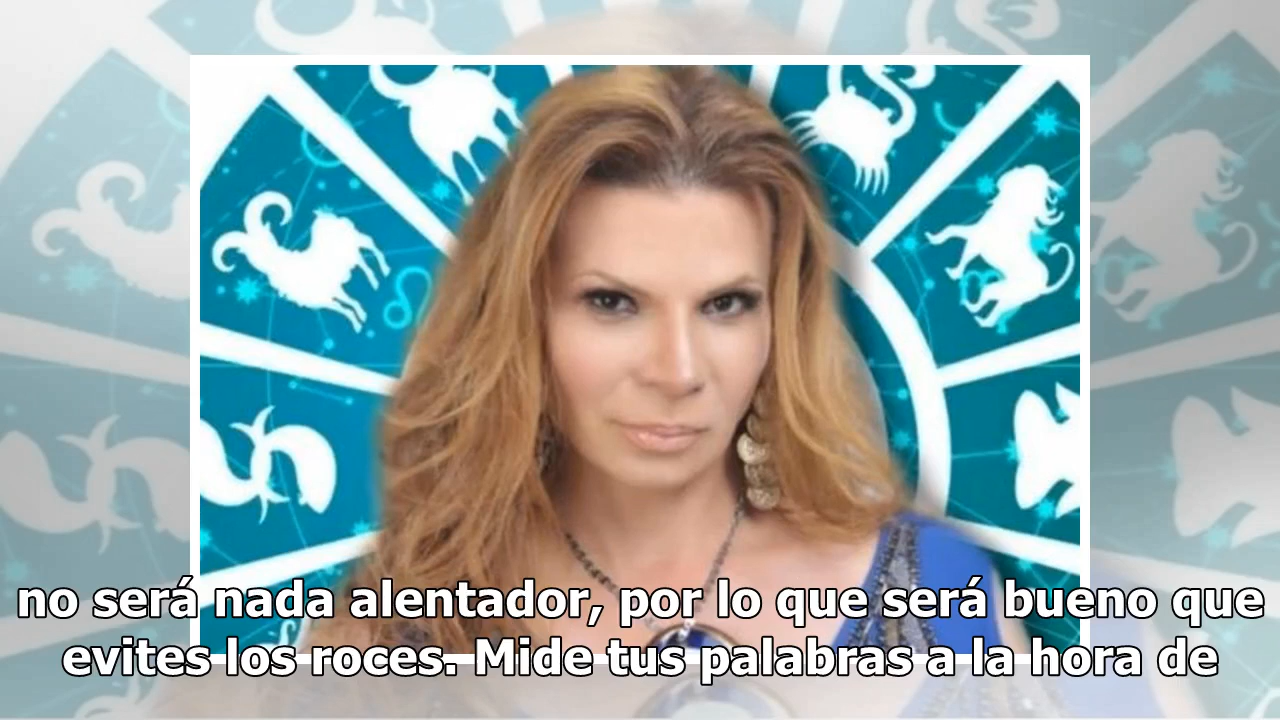 no será nada alentador, por lo que será bueno que
evites los roces. Mide tus palabras a la hora de